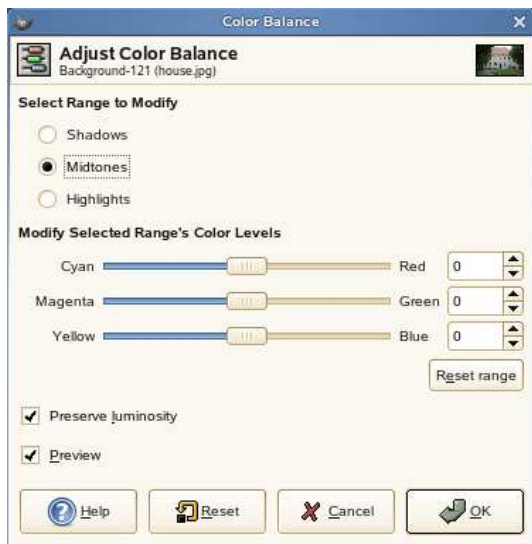 Color Balance
Adjust Color Balance
Background-121 (house.jpg)
Select Range to Modify
Shadows
Midtones
Highlights
Modify Selected Range's Color Levels
Cyan Red 0
Magenta Green 0
Yellow Blue 0
Reset range
Preserve luminosity
Preview
Help Reset Cancel OK